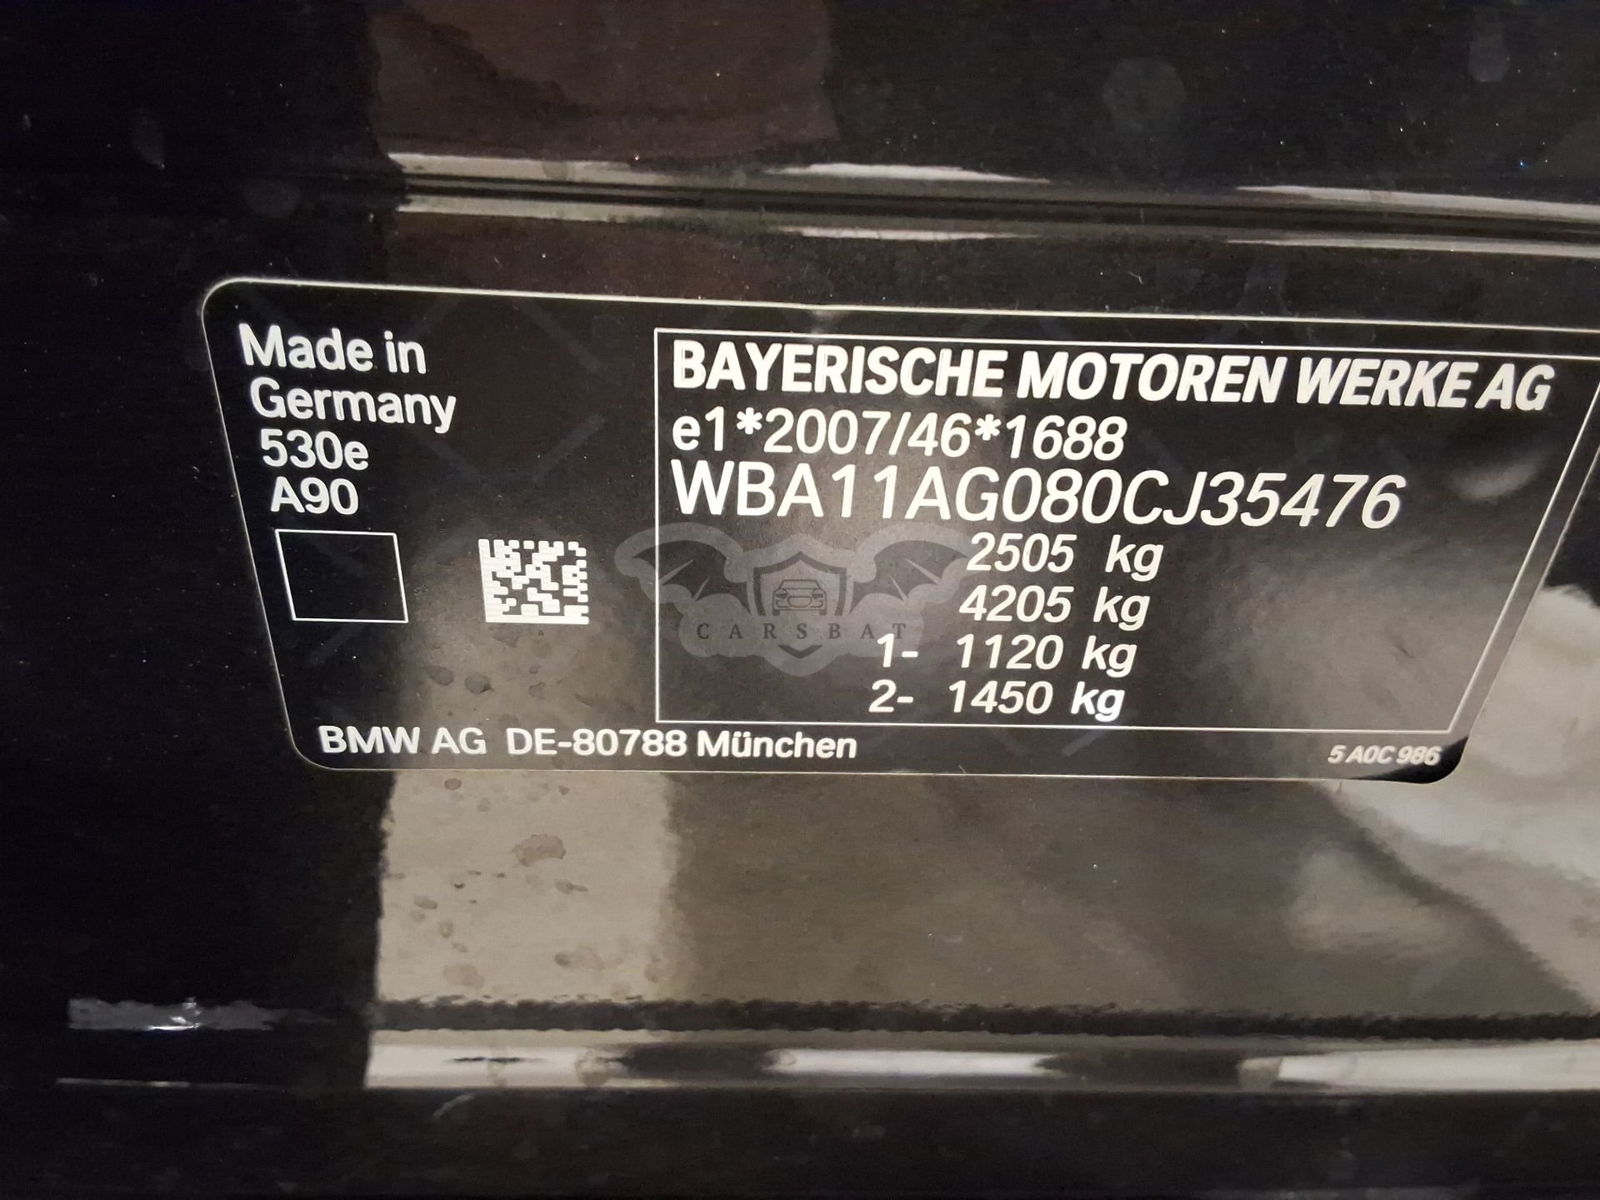 Made in
Germany
530e
A90
BAYERISCHE MOTOREN WERKE AG
e1*2007/46*1688
WBA11AG080CJ35476
2505 kg
4205 kg
1- 1120 kg
2- 1450 kg
CARSBAT
BMW AG DE-80788 München
5 A0C 986